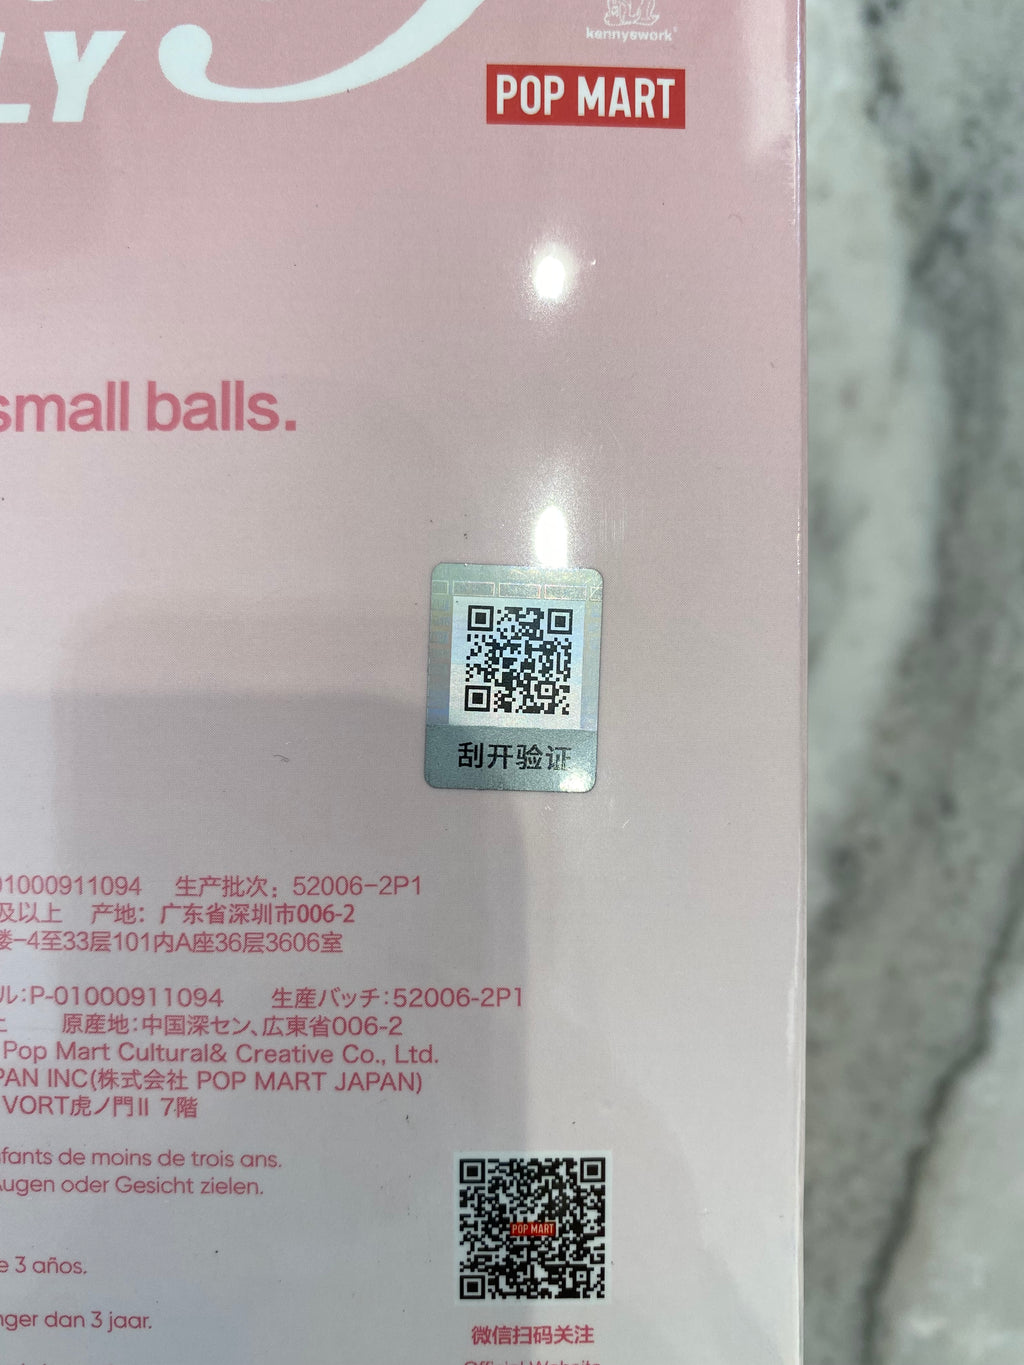 LY
kennyswork
POP MART
small balls.
刮开验证
01000911094 生产批次：52006-2P1
及以上 产地：广东省深圳市006-2
楼-4至33层101内A座36层3606室
ル：P-01000911094 生産バッチ：52006-2P1
原産地：中国深セン、広東省006-2
Pop Mart Cultural& Creative Co., Ltd.
PAN INC(株式会社 POP MART JAPAN)
VORT虎ノ門II 7階
nfants de moins de trois ans.
Augen oder Gesicht zielen.
POP MART
e 3 años.
nger dan 3 jaar.
微信扫码关注
Official Website